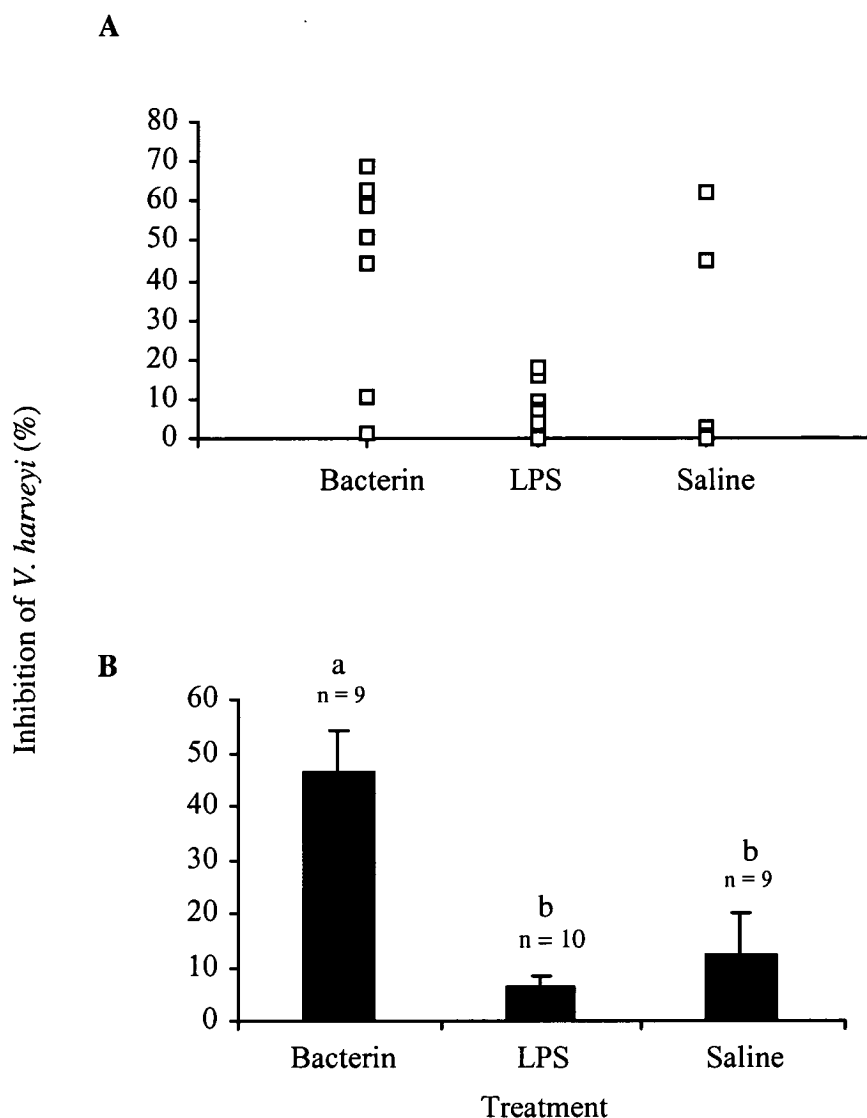 A
80
70
60
50
40
30
20
10
0
Bacterin LPS Saline
Inhibition of V. harveyi (%)
B
a
n = 9
b
n = 10
b
n = 9
60
50
40
30
20
10
0
Bacterin LPS Saline
Treatment